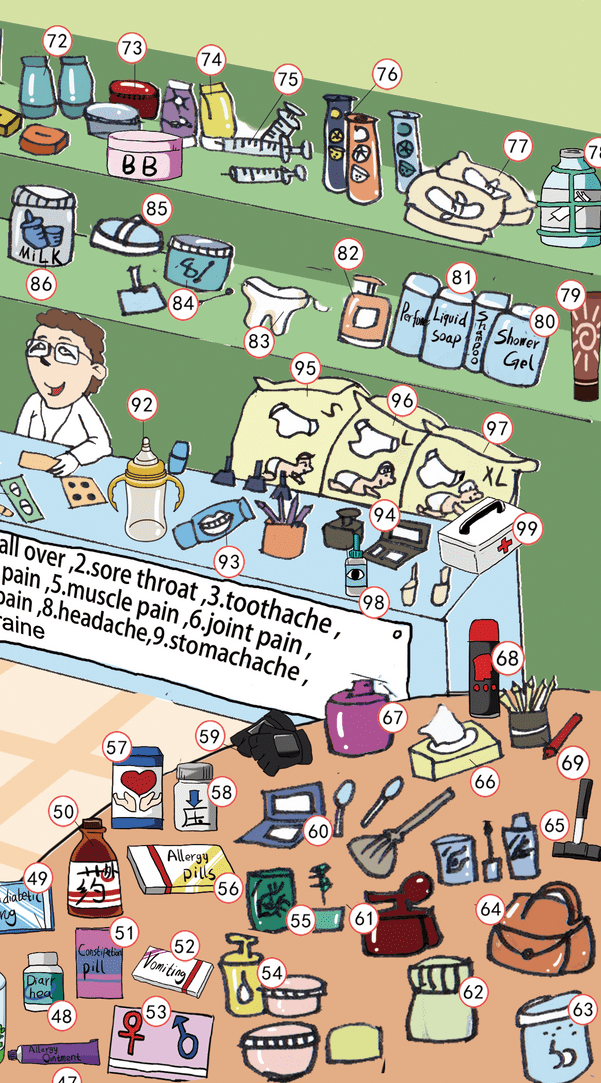 72
73
74
75
76
77
78
BB
MiLK
85
86
84
82
83
81
80
79
Perfume
Liquid
soap
Shampoo
Shower
Gel
95
96
97
S
L
XL
92
93
94
99
98
all over ,2.sore throat ,3.toothache ,
pain ,5.muscle pain ,6.joint pain ,
pain ,8.headache,9.stomachache ,
raine
68
67
59
57
58
66
69
50
60
65
药
Allergy
pills
56
49
diabetic
55
61
64
51
Constipation
pill
52
Vomiting
54
62
63
Diarr
hea
48
53
Allergy
Ointment
47